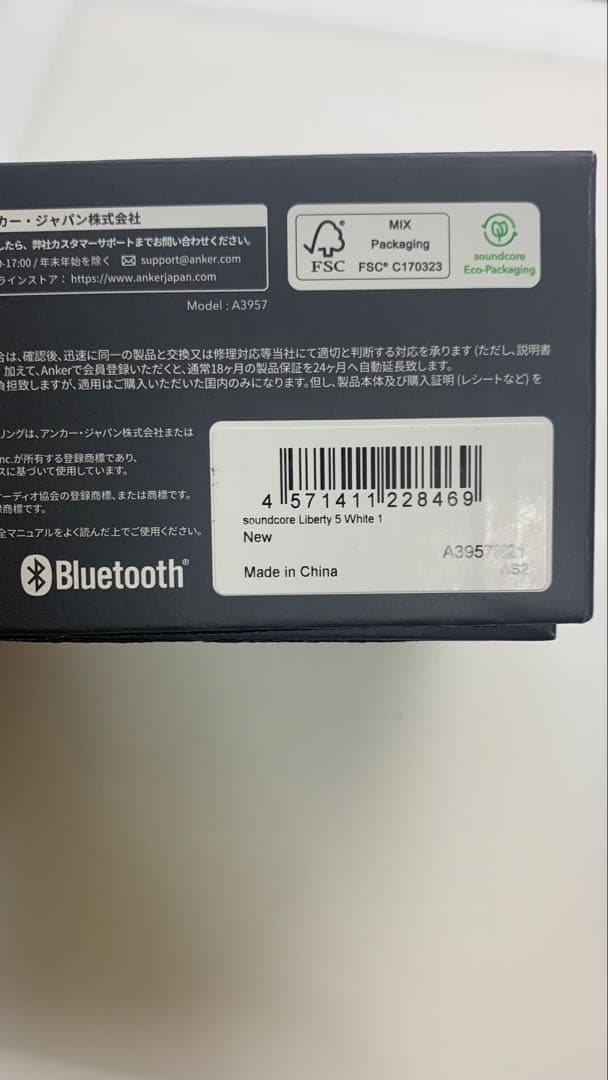 カー・ジャパン株式会社
したら、弊社カスタマーサポートまでお問い合わせください。
-17:00 / 年末年始を除く support@anker.com
ラインストア：https://www.ankerjapan.com
FSC®
MIX
Packaging
FSC® C170323
soundcore
Eco-Packaging
Model : A3957
合は、確認後、迅速に同一の製品と交換又は修理対応等当社にて適切と判断する対応を承ります（ただし、説明書
加えて、Ankerで会員登録いただくと、通常18ヶ月の製品保証を24ヶ月へ自動延長致します。
負担致しますが、適用はご購入いただいた国内のみになります。但し、製品本体及び購入証明（レシートなど）を
リングは、アンカー・ジャパン株式会社または
nc.が所有する登録商標であり、
スに基づいて使用しています。
オーディオ協会の登録商標、または商標です。
録商標です。
全マニュアルをよく読んだ上でご使用ください。
Bluetooth®
4 571411 228469
soundcore Liberty 5 White 1
New
A3957N21
AS2
Made in China